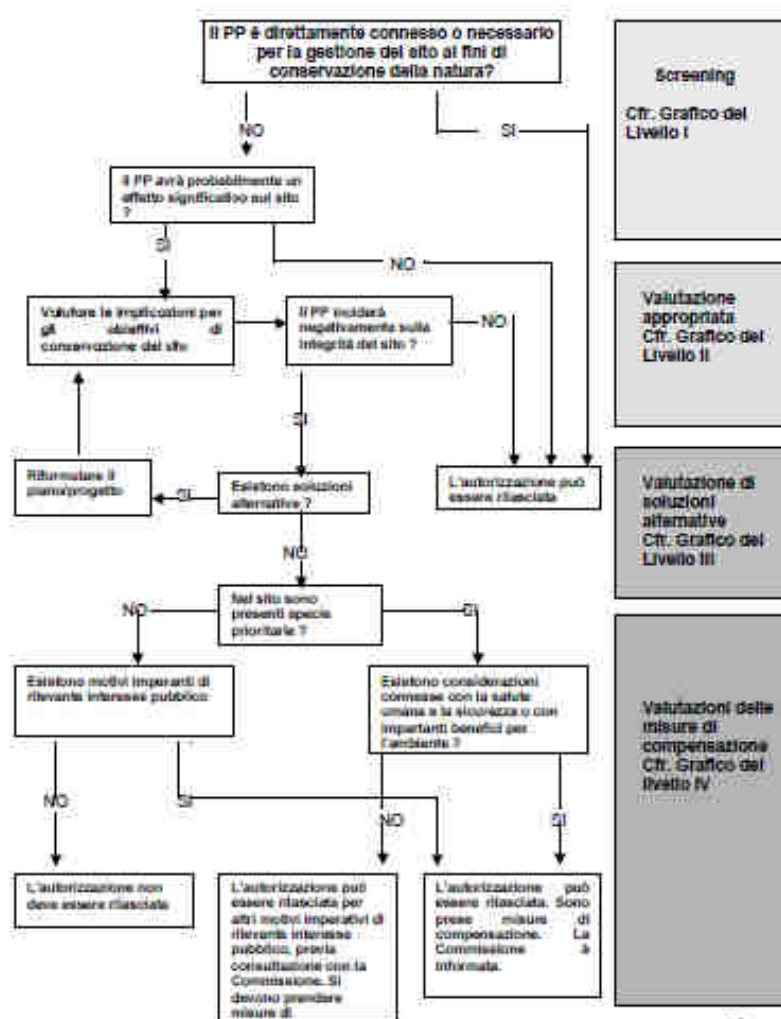 Il PP è direttamente connesso o necessario
per la gestione del sito ai fini di
conservazione della natura?
Screening
Cfr. Grafico del
Livello I
NO
SI
Il PP avrà probabilmente un
effetto significativo sul sito
?
SI
NO
Valutare le implicazioni per
gli obiettivi di
conservazione del sito
Il PP inciderà
negativamente sulla
integrità del sito ?
NO
Valutazione
appropriata
Cfr. Grafico del
Livello II
SI
Riformulare il
piano/progetto
SI
Esistono soluzioni
alternative ?
L'autorizzazione può
essere rilasciata
Valutazione di
soluzioni
alternative
Cfr. Grafico del
Livello III
NO
Nel sito sono
presenti specie
prioritarie ?
NO
SI
Esistono motivi imperanti di
rilevante interesse pubblico
Esistono considerazioni
connesse con la salute
umana e la sicurezza o con
importanti benefici per
l'ambiente ?
Valutazioni delle
misure di
compensazione
Cfr. Grafico del
livello IV
NO
SI
NO
SI
L'autorizzazione non
deve essere rilasciata
L'autorizzazione può
essere rilasciata per
altri motivi imperativi di
rilevante interesse
pubblico, previa
consultazione con la
Commissione. Si
devono prendere
misure di
L'autorizzazione può
essere rilasciata. Sono
prese misure di
compensazione. La
Commissione è
informata.